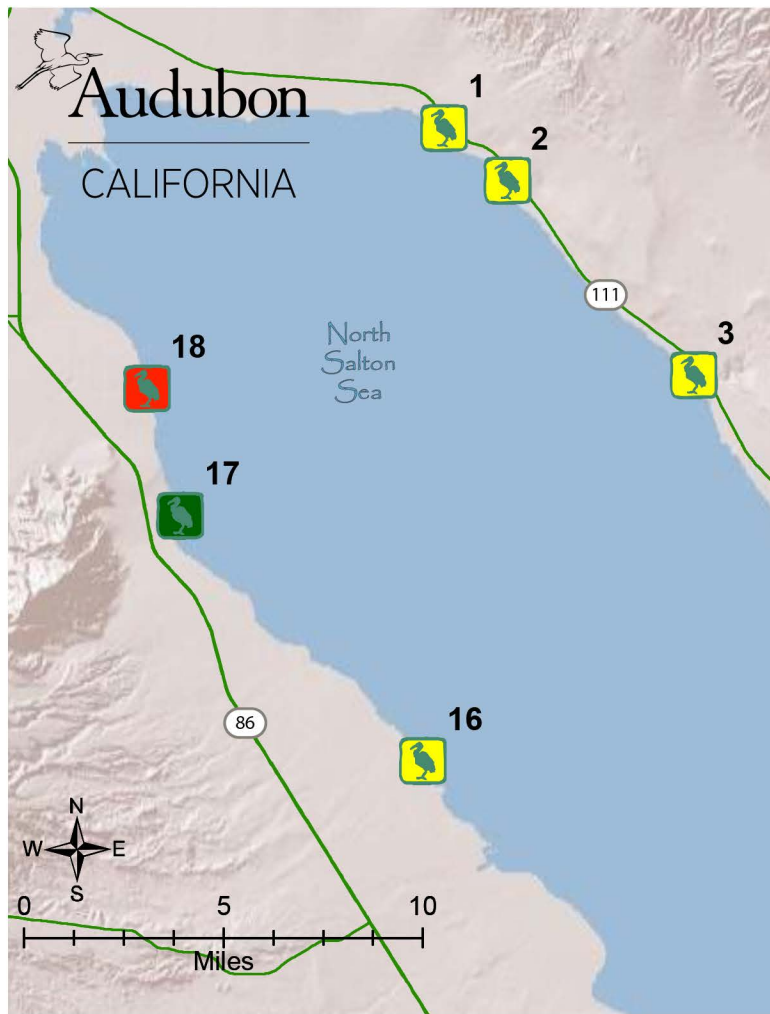 Audubon
CALIFORNIA
1
2
111
3
North
Salton
Sea
18
17
16
86
N
W E
S
0 5 10
Miles